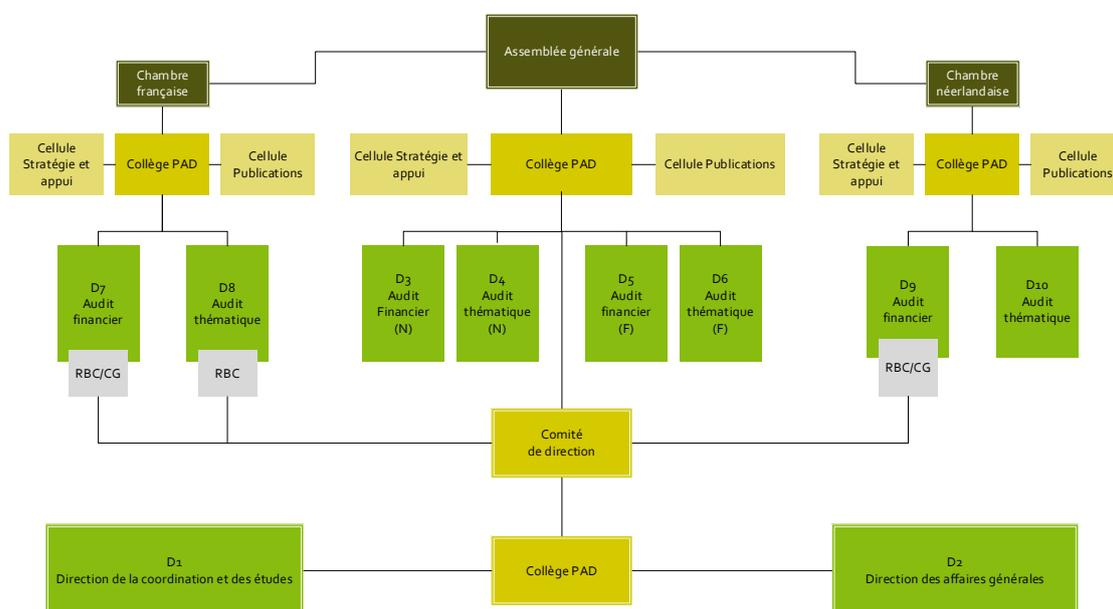 Assemblée générale
Chambre
française
Chambre
néerlandaise
Cellule
Stratégie et
appui
Collège PAD
Cellule
Publications
Cellule Stratégie et
appui
Collège PAD
Cellule Publications
Cellule
Stratégie et
appui
Collège PAD
Cellule
Publications
D7
Audit
financier
D8
Audit
thématique
D3
Audit
Financier
(N)
D4
Audit
thématique
(N)
D5
Audit
financier
(F)
D6
Audit
thématique
(F)
D9
Audit
financier
D10
Audit
thématique
RBC/CG
RBC
RBC/CG
Comité
de direction
D1
Direction de la coordination et des études
Collège PAD
D2
Direction des affaires générales